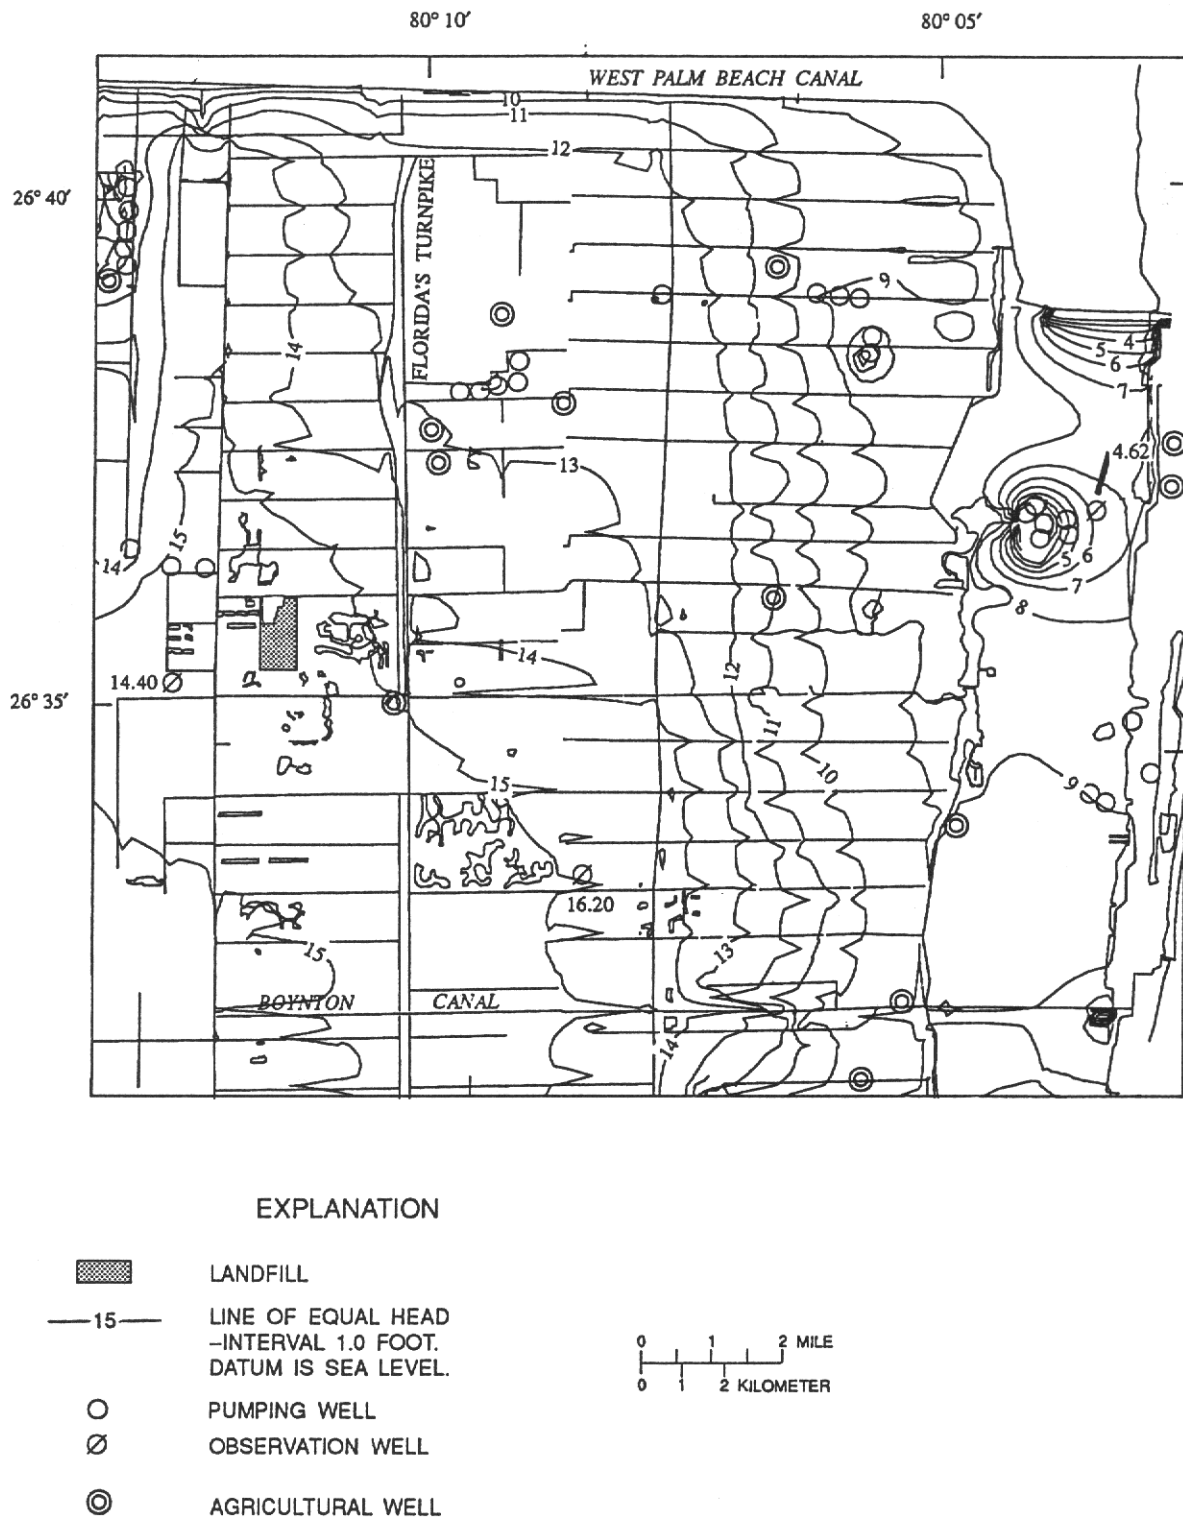 80° 10′ 80° 05′
WEST PALM BEACH CANAL
10
11
12
26° 40′
FLORIDA'S TURNPIKE
9
14
4
5
6
7
4.62
13
15
14
5
6
7
8
14
12
14.40
26° 35′
11
10
15
9
16.20
15
13
BOYNTON CANAL
14
EXPLANATION
LANDFILL
15
LINE OF EQUAL HEAD
–INTERVAL 1.0 FOOT.
DATUM IS SEA LEVEL.
0 1 2 MILE
0 1 2 KILOMETER
PUMPING WELL
OBSERVATION WELL
AGRICULTURAL WELL